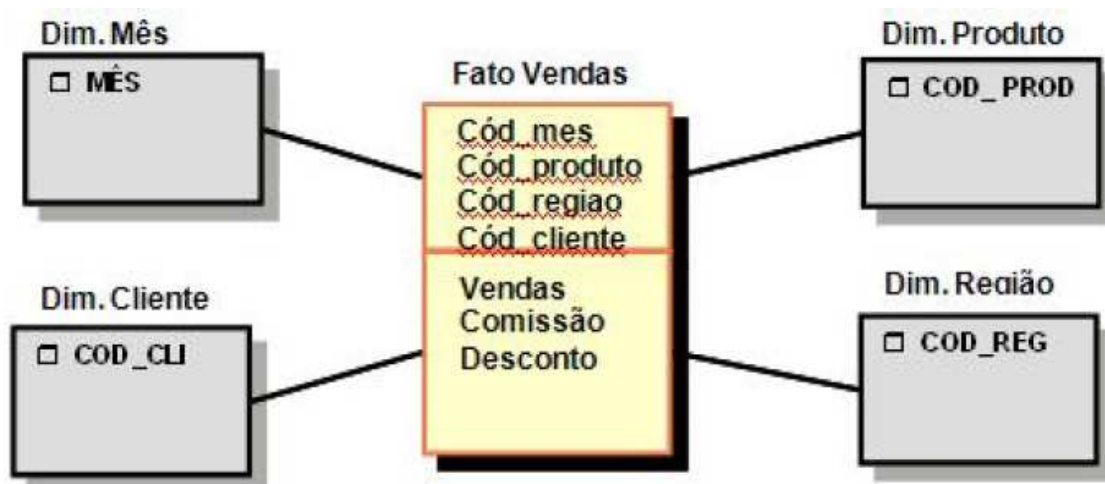 Dim. Mês
MÊS
Fato Vendas
Cód_mes
Cód_produto
Cód_regiao
Cód_cliente
Vendas
Comissão
Desconto
Dim. Produto
COD_ PROD
Dim. Cliente
COD_CLI
Dim. Região
COD_REG